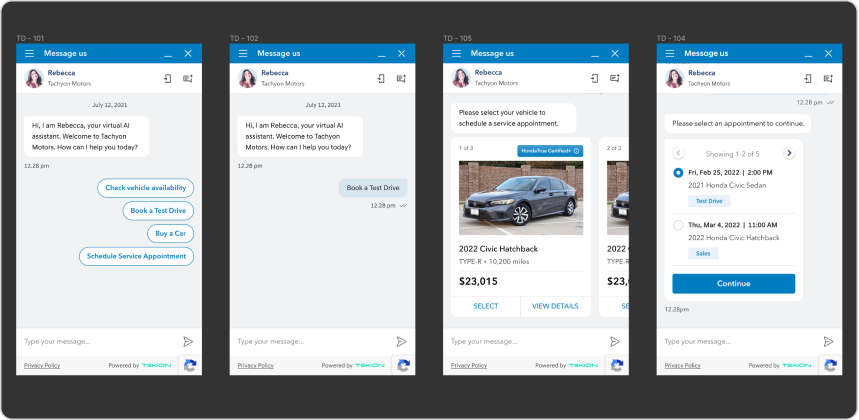 TD - 101
Message us
Rebecca
Tachyon Motors
July 12, 2021
Hi, I am Rebecca, your virtual AI
assistant. Welcome to Tachyon
Motors. How can I help you today?
12.28 pm
Check vehicle availability
Book a Test Drive
Buy a Car
Schedule Service Appointment
Type your message...
Privacy Policy
Powered by TEKION
TD - 102
Message us
Rebecca
Tachyon Motors
July 12, 2021
Hi, I am Rebecca, your virtual AI
assistant. Welcome to Tachyon
Motors. How can I help you today?
12.28 pm
Book a Test Drive
12.28 pm
Type your message...
Privacy Policy
Powered by TEKION
TD - 105
Message us
Rebecca
Tachyon Motors
Please select your vehicle to
schedule a service appointment.
1 of 3
HondaTrue Certified+
2022 Civic Hatchback
TYPE-R • 10,200 miles
$23,015
SELECT
VIEW DETAILS
2 of 3
2022
TYPE-R
$23,
SE
Type your message...
Privacy Policy
Powered by TEKION
TD - 104
Message us
Rebecca
Tachyon Motors
12.28 pm
Please select an appointment to continue.
Showing 1-2 of 5
Fri, Feb 25, 2022 | 2:00 PM
2021 Honda Civic Sedan
Test Drive
Thu, Mar 4, 2022 | 11:00 AM
2022 Honda Civic Hatchback
Sales
Continue
12.28pm
Type your message...
Privacy Policy
Powered by TEKION